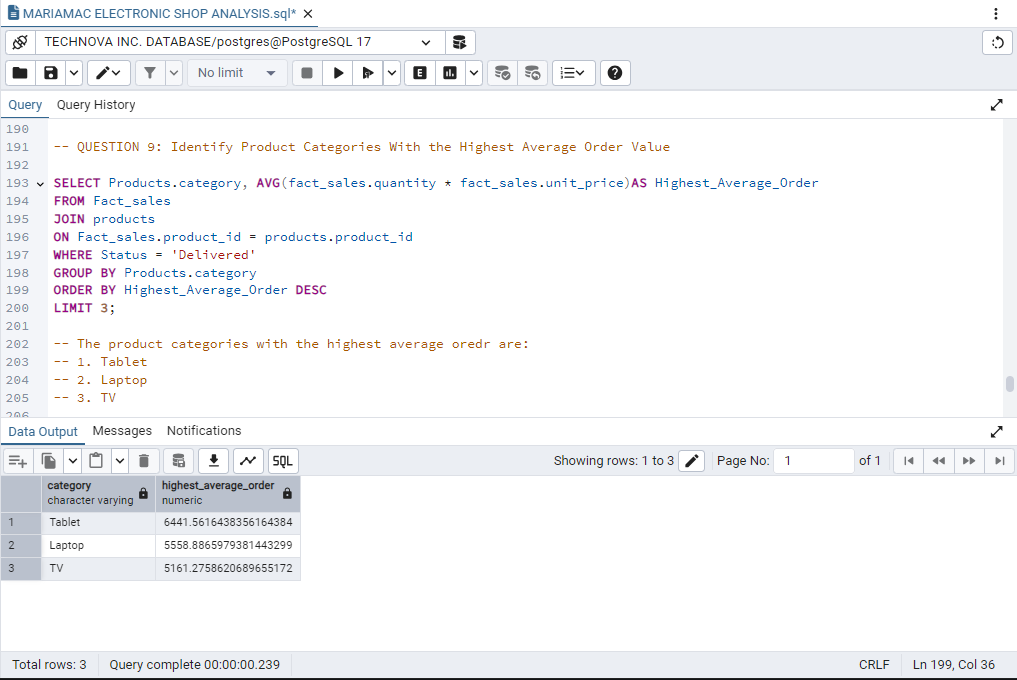 MARIAMAC ELECTRONIC SHOP ANALYSIS.sql*
TECHNOVA INC. DATABASE/postgres@PostgreSQL 17
No limit
Query Query History
190
191 -- QUESTION 9: Identify Product Categories With the Highest Average Order Value
192
193 SELECT Products.category, AVG(fact_sales.quantity * fact_sales.unit_price)AS Highest_Average_Order
194 FROM Fact_sales
195 JOIN products
196 ON Fact_sales.product_id = products.product_id
197 WHERE Status = 'Delivered'
198 GROUP BY Products.category
199 ORDER BY Highest_Average_Order DESC
200 LIMIT 3;
201
202 -- The product categories with the highest average oredr are:
203 -- 1. Tablet
204 -- 2. Laptop
205 -- 3. TV
206
Data Output Messages Notifications
SQL Showing rows: 1 to 3 Page No: 1 of 1
category highest_average_order
character varying numeric
1 Tablet 6441.5616438356164384
2 Laptop 5558.8865979381443299
3 TV 5161.2758620689655172
Total rows: 3 Query complete 00:00:00.239 CRLF Ln 199, Col 36